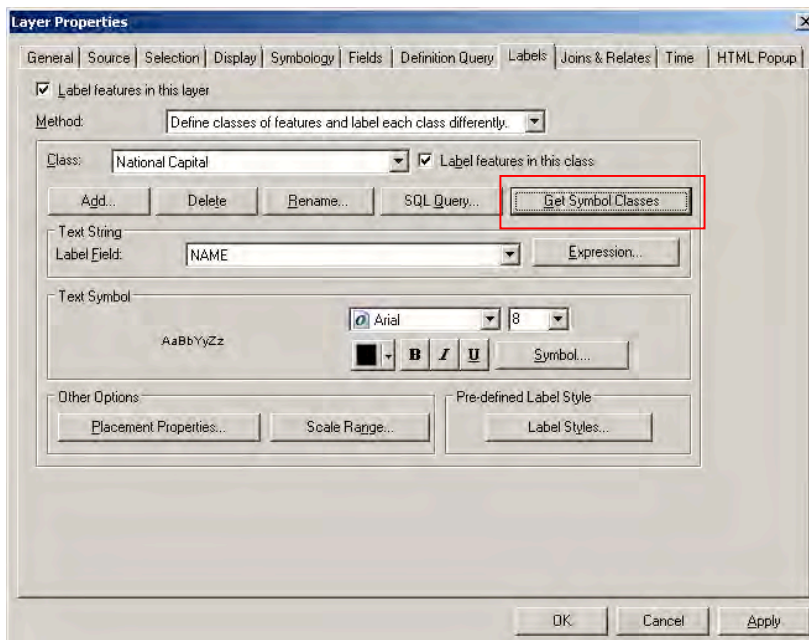 Layer Properties
General Source Selection Display Symbology Fields Definition Query Labels Joins & Relates Time HTML Popup
Label features in this layer
Method: Define classes of features and label each class differently.
Class: National Capital Label features in this class
Add... Delete Rename... SQL Query... Get Symbol Classes
Text String
Label Field: NAME Expression...
Text Symbol
AaBbYyZz
Arial 8
B I U Symbol...
Other Options Pre-defined Label Style
Placement Properties... Scale Range... Label Styles...
OK Cancel Apply